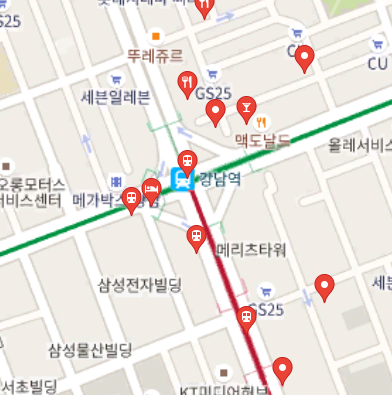 GS25
뚜레쥬르
CU
세븐일레븐
GS25
맥도날드
올레서비스
강남역
오롱모터스
서비스센터
메가박스
메리츠타워
삼성전자빌딩
GS25
세븐
삼성물산빌딩
서초빌딩
KT미디어허브